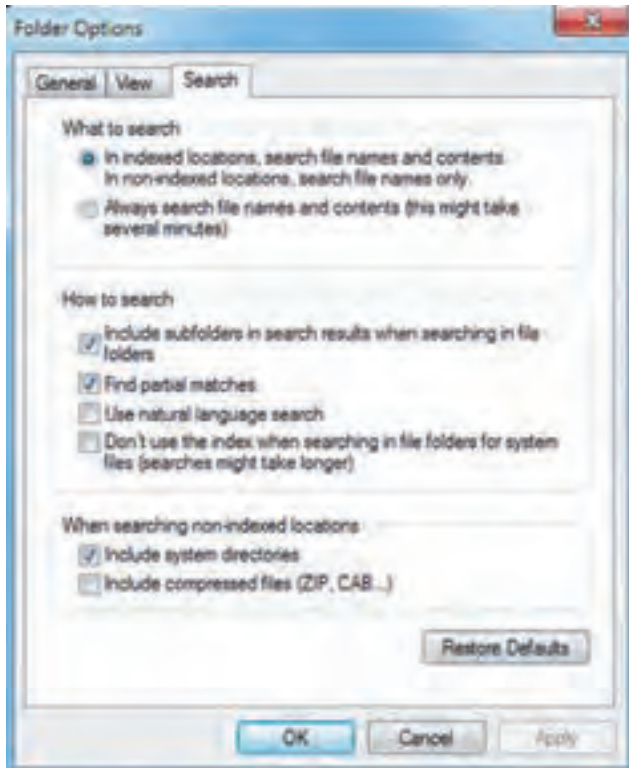 Folder Options
General View Search
What to search
In indexed locations, search file names and contents
In non-indexed locations, search file names only
Always search file names and contents (this might take
several minutes)
How to search
Include subfolders in search results when searching in file
folders
Find partial matches
Use natural language search
Don't use the index when searching in file folders for system
files (searches might take longer)
When searching non-indexed locations
Include system directories
Include compressed files (ZIP, CAB...)
Restore Defaults
OK Cancel Apply